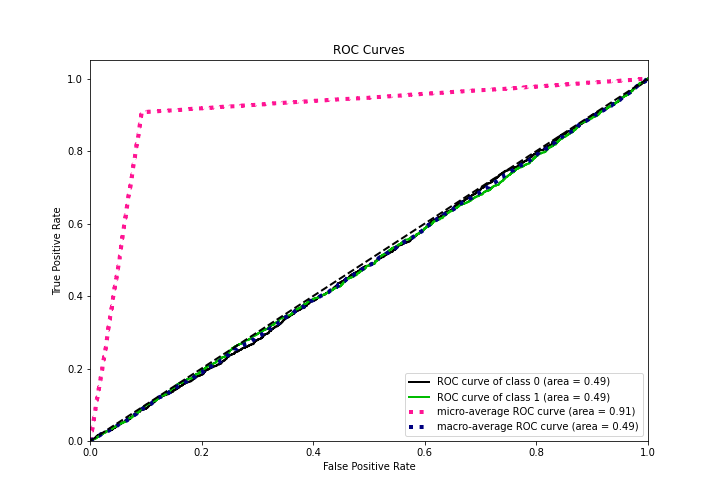 ROC Curves
1.0
0.8
0.6
0.4
0.2
0.0
True Positive Rate
0.0 0.2 0.4 0.6 0.8 1.0
False Positive Rate
ROC curve of class 0 (area = 0.49)
ROC curve of class 1 (area = 0.49)
micro-average ROC curve (area = 0.91)
macro-average ROC curve (area = 0.49)